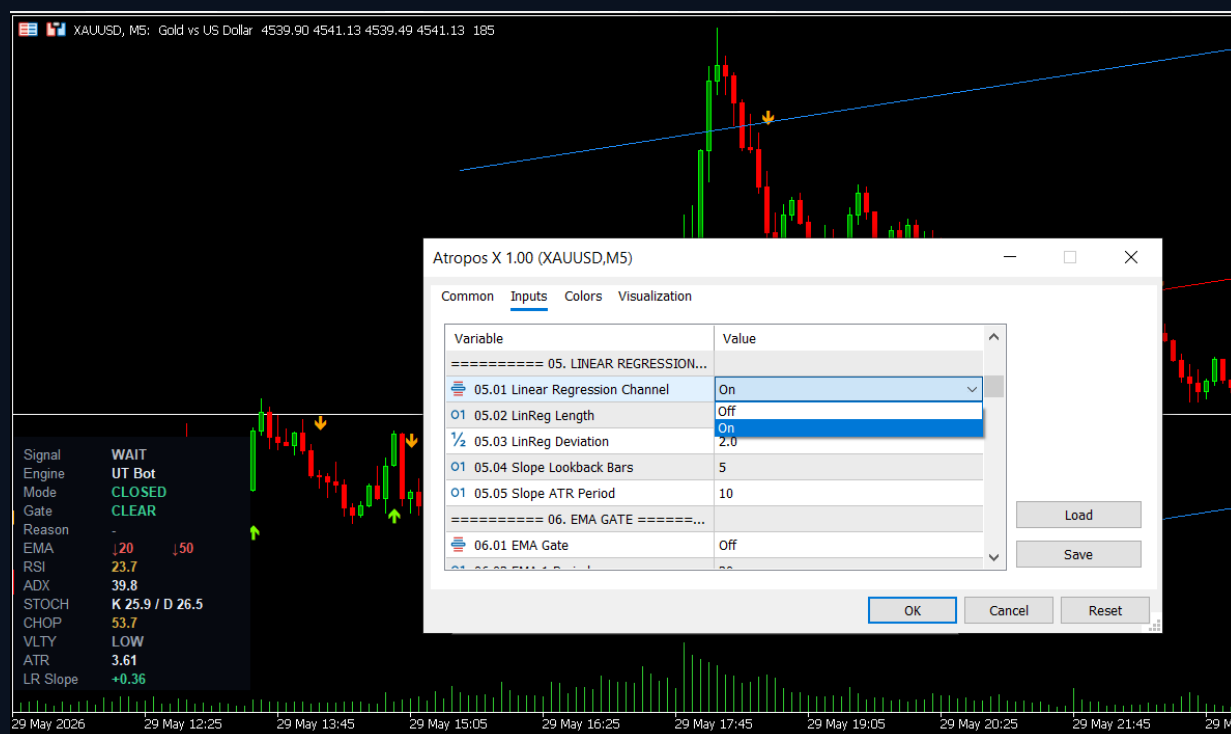 XAUUSD, M5: Gold vs US Dollar 4539.90 4541.13 4539.49 4541.13 185
Atropos X 1.00 (XAUUSD,M5)
Common Inputs Colors Visualization
Variable Value
========== 05. LINEAR REGRESSION...
05.01 Linear Regression Channel On
Off
On
01 05.02 LinReg Length
½ 05.03 LinReg Deviation 2.0
01 05.04 Slope Lookback Bars 5
01 05.05 Slope ATR Period 10
========== 06. EMA GATE ======...
06.01 EMA Gate Off
Load
Save
OK Cancel Reset
Signal WAIT
Engine UT Bot
Mode CLOSED
Gate CLEAR
Reason -
EMA ↓20 ↓50
RSI 23.7
ADX 39.8
STOCH K 25.9 / D 26.5
CHOP 53.7
VLTY LOW
ATR 3.61
LR Slope +0.36
29 May 2026 29 May 12:25 29 May 13:45 29 May 15:05 29 May 16:25 29 May 17:45 29 May 19:05 29 May 20:25 29 May 21:45